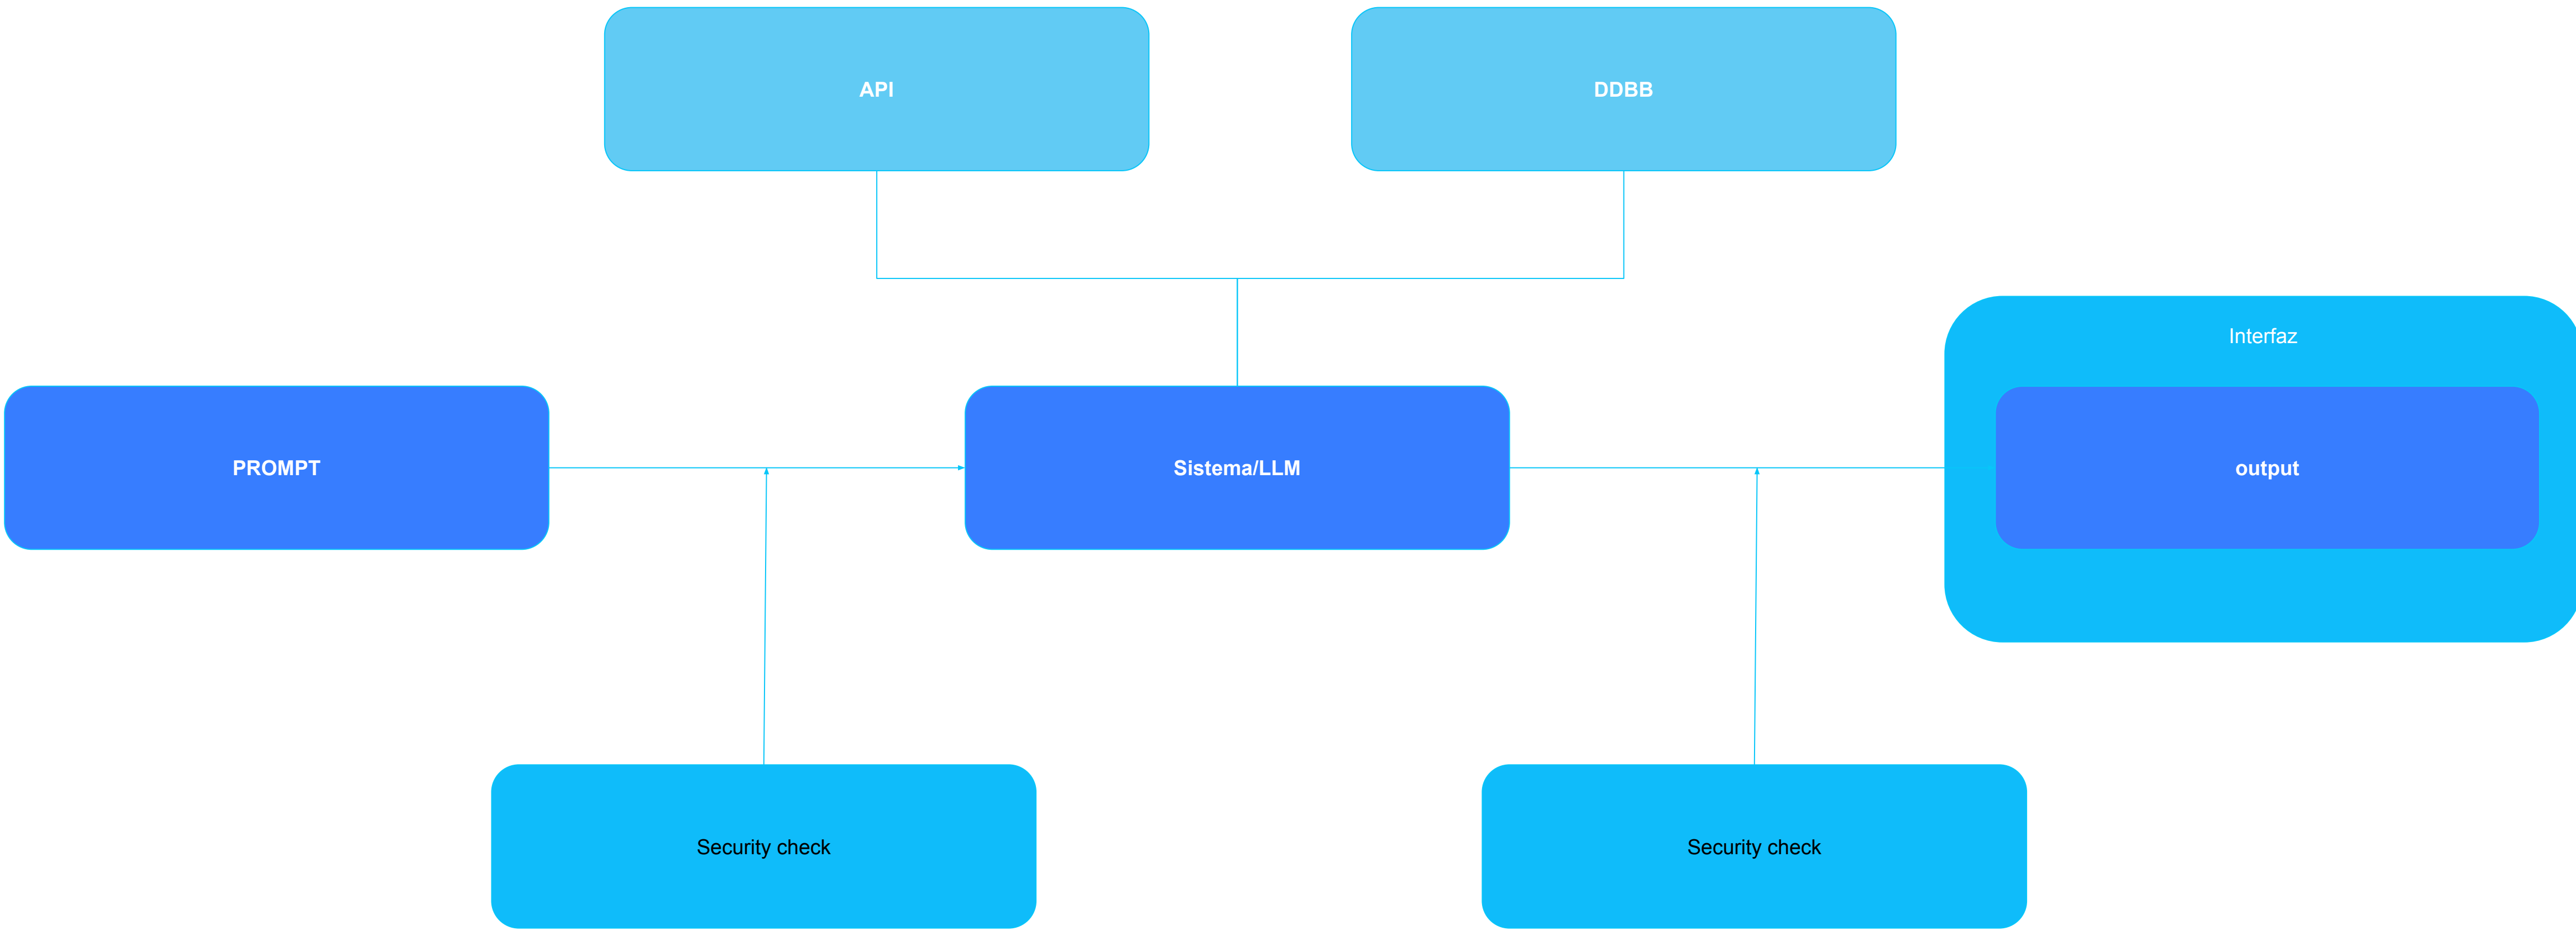 API
DDBB
Interfaz
PROMPT
Sistema/LLM
output
Security check
Security check